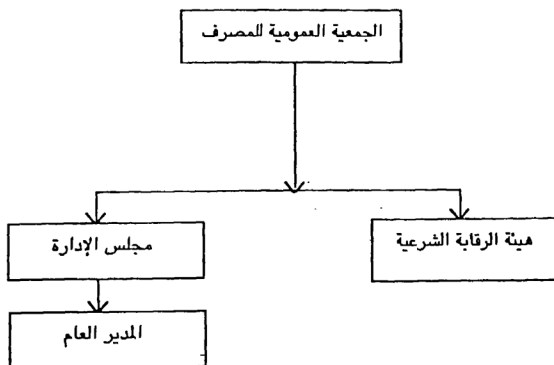 الجمعية العمومية للمصرف
هيئة الرقابة الشرعية
مجلس الإدارة
المدير العام